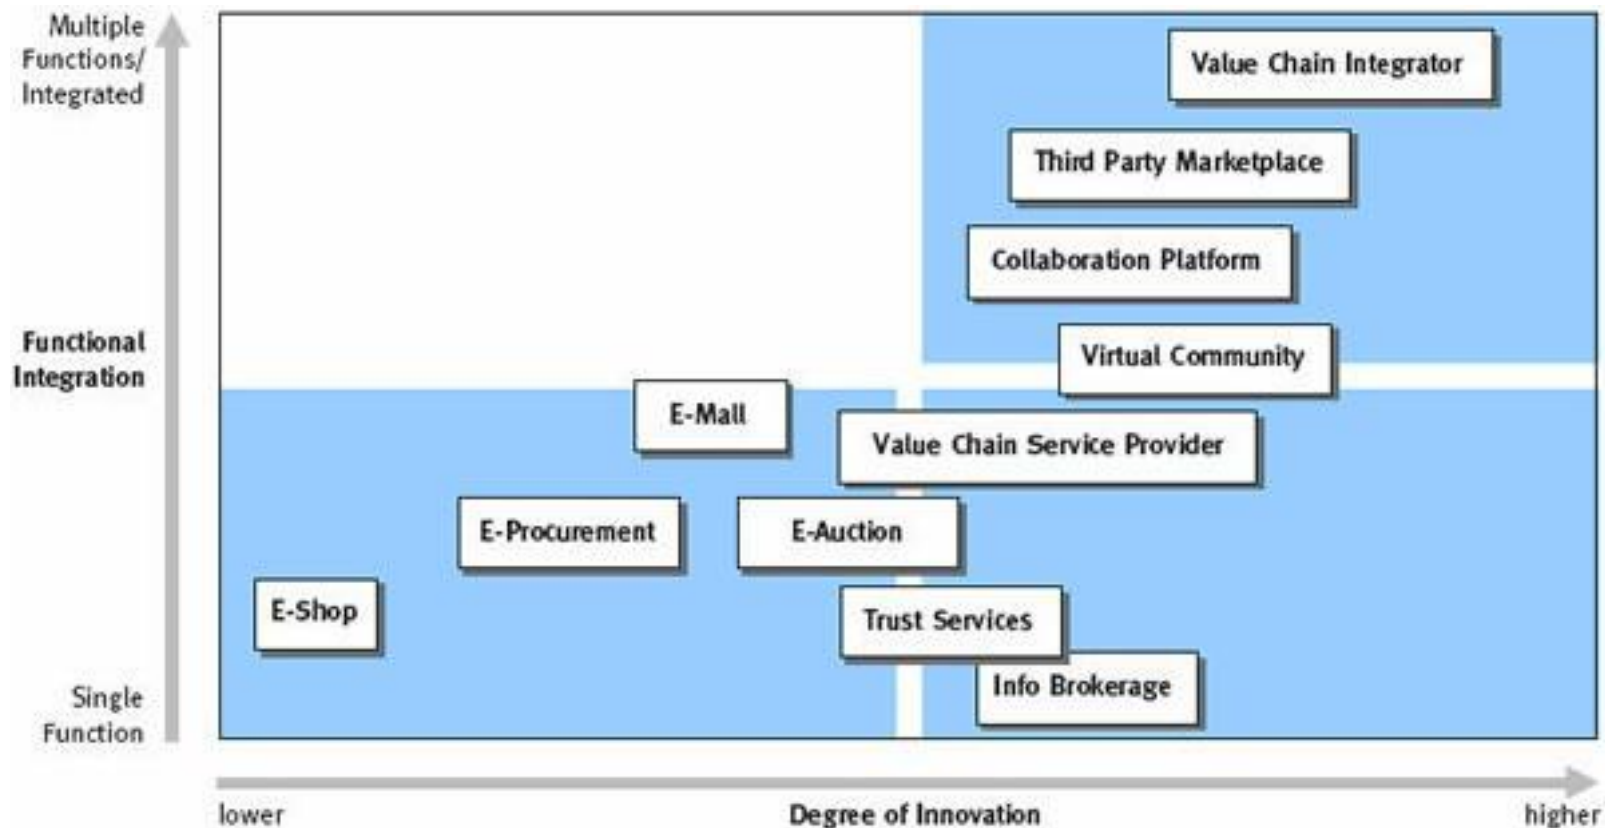 Multiple
Functions/
Integrated
Value Chain Integrator
Third Party Marketplace
Collaboration Platform
Functional
Integration
Virtual Community
E-Mall
Value Chain Service Provider
E-Procurement
E-Auction
E-Shop
Trust Services
Info Brokerage
Single
Function
lower
Degree of Innovation
higher